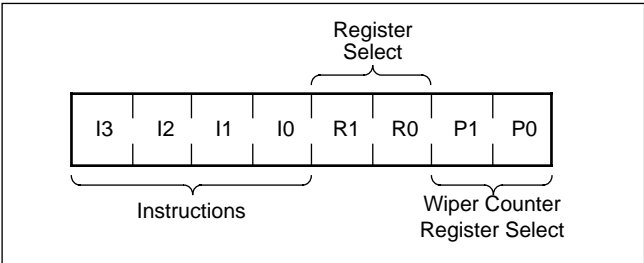 Register
Select
I3 I2 I1 I0 R1 R0 P1 P0
Instructions
Wiper Counter
Register Select